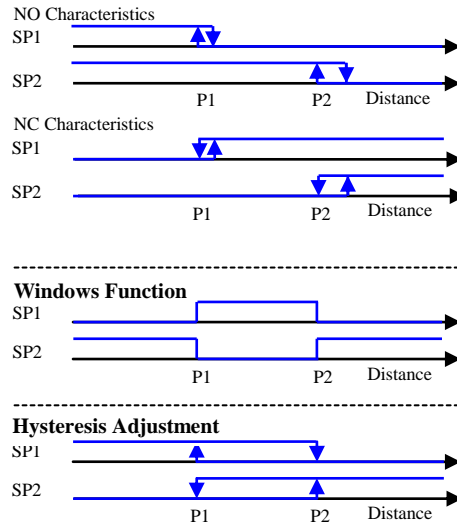 NO Characteristics
SP1
SP2
P1 P2 Distance
NC Characteristics
SP1
SP2
P1 P2 Distance
Windows Function
SP1
SP2
P1 P2 Distance
Hysteresis Adjustment
SP1
SP2
P1 P2 Distance